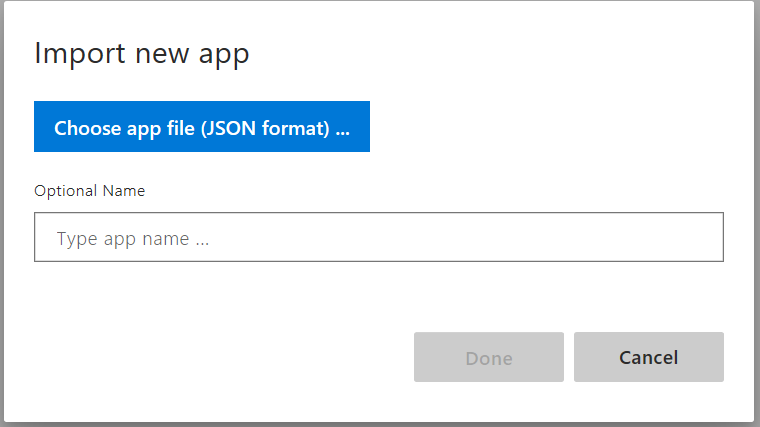 Import new app
Choose app file (JSON format) ...
Optional Name
Type app name ...
Done
Cancel